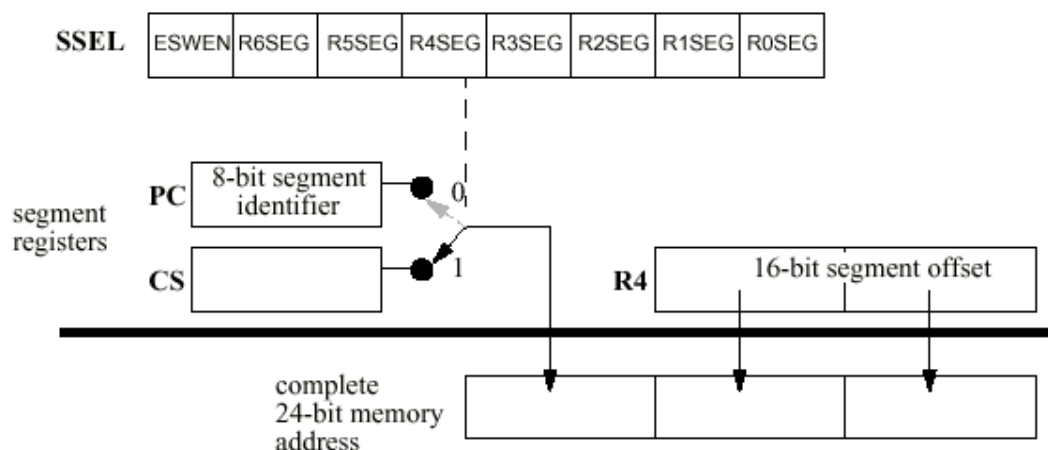 SSEL ESWEN R6SEG R5SEG R4SEG R3SEG R2SEG R1SEG R0SEG
PC
8-bit segment
identifier
0
segment
registers
CS
1
R4
16-bit segment offset
complete
24-bit memory
address